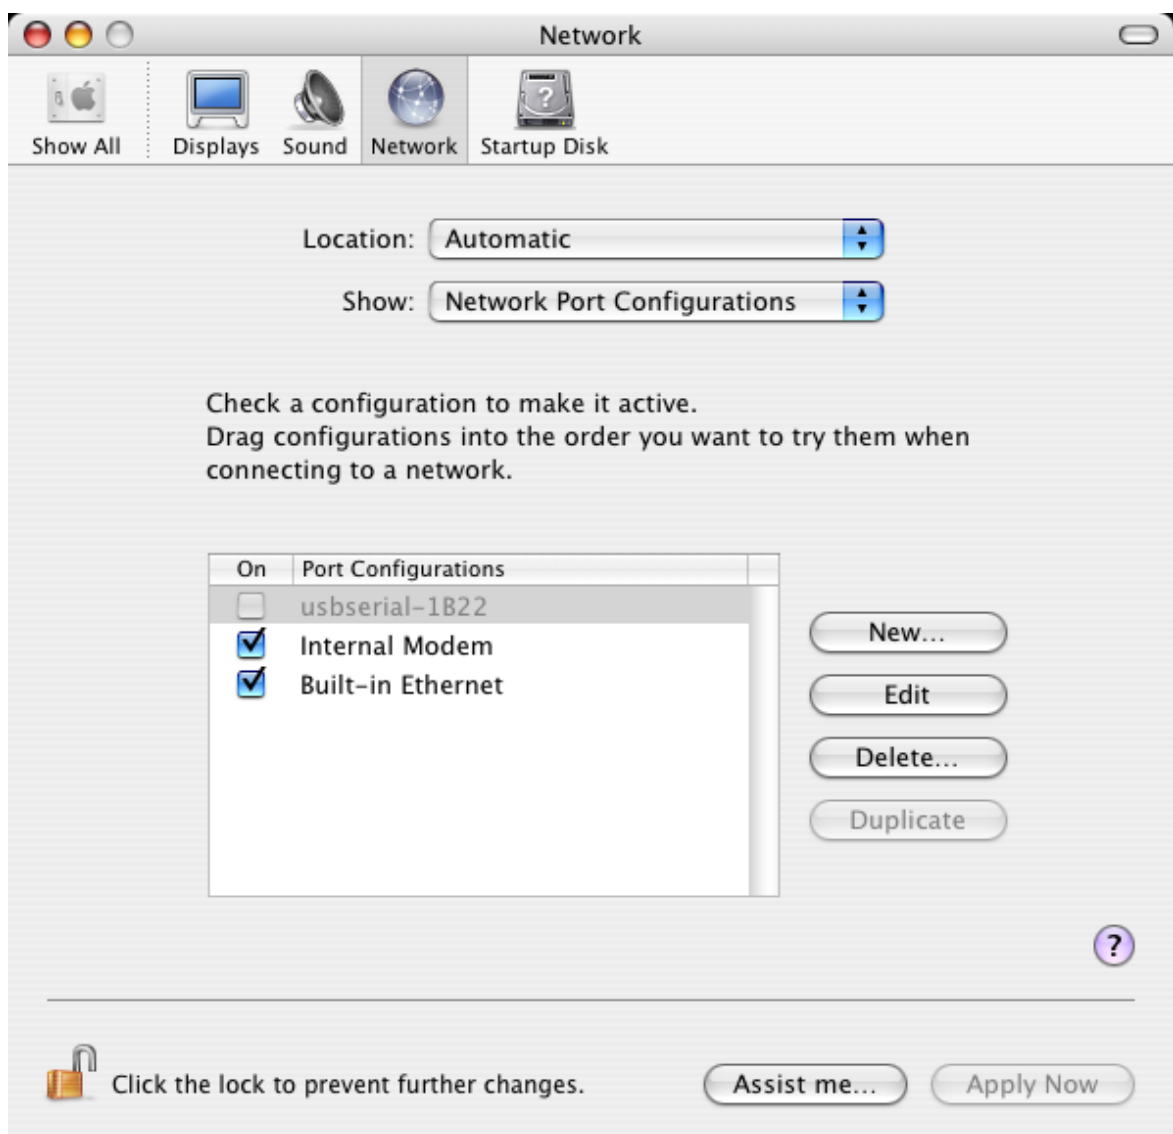 Network
Show All
Displays
Sound
Network
Startup Disk
Location: Automatic
Show: Network Port Configurations
Check a configuration to make it active.
Drag configurations into the order you want to try them when
connecting to a network.
On Port Configurations
usbserial-1B22
Internal Modem
Built-in Ethernet
New...
Edit
Delete...
Duplicate
?
Click the lock to prevent further changes.
Assist me...
Apply Now